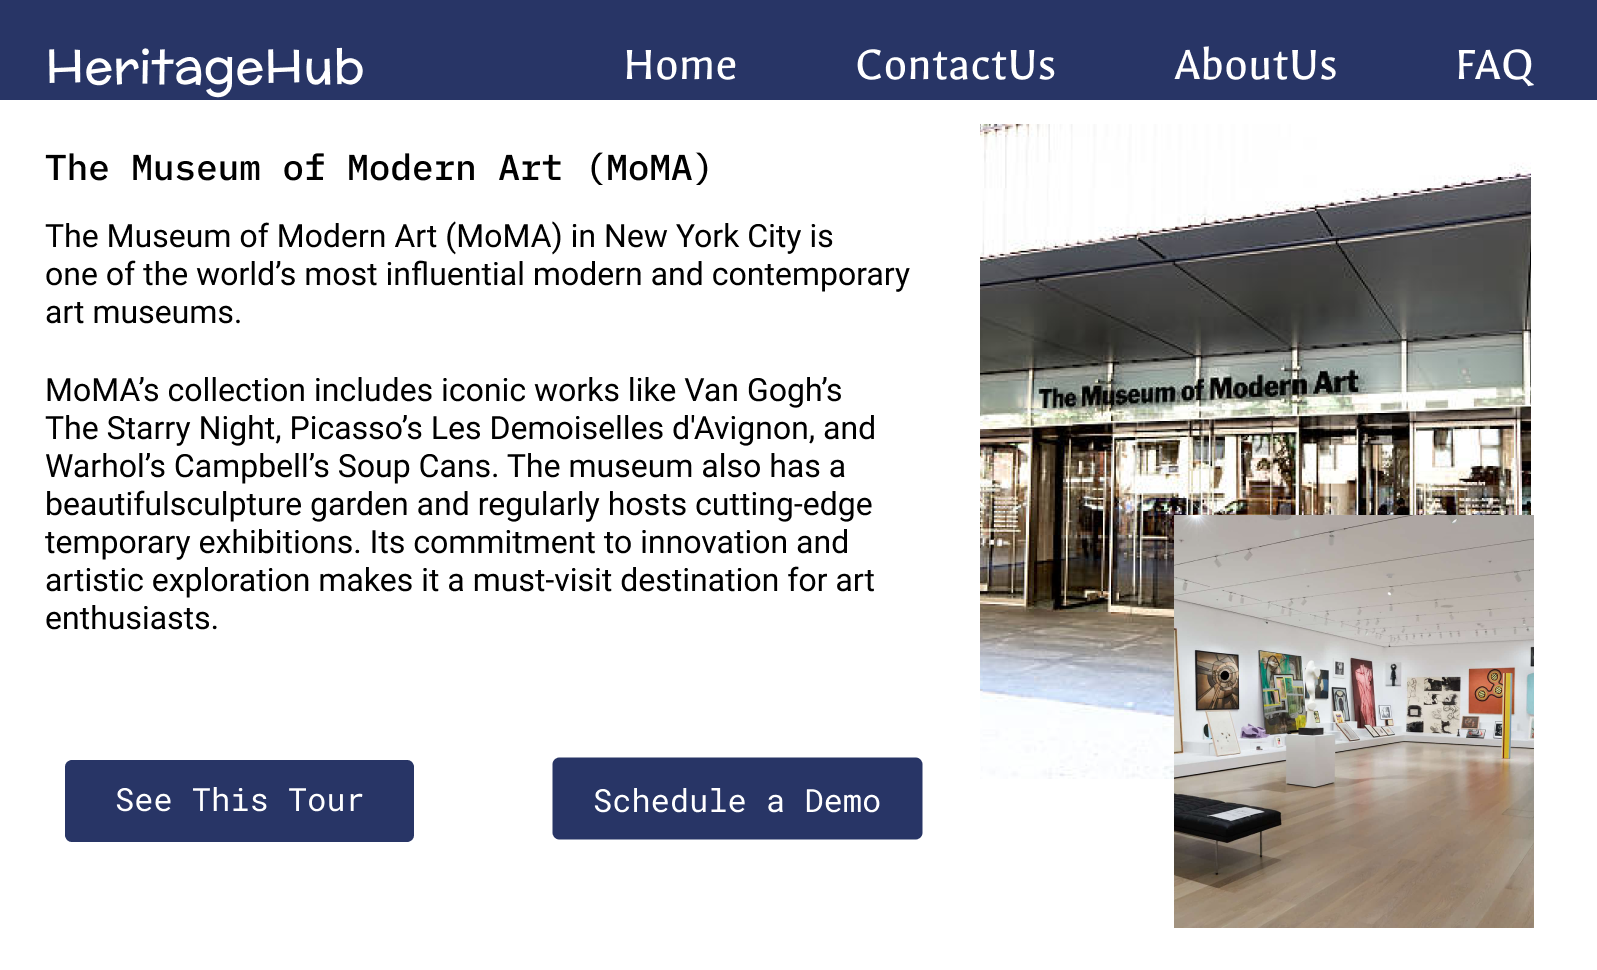 HeritageHub Home ContactUs AboutUs FAQ
The Museum of Modern Art (MoMA)
The Museum of Modern Art (MoMA) in New York City is
one of the world’s most influential modern and contemporary
art museums.
MoMA’s collection includes iconic works like Van Gogh’s
The Starry Night, Picasso’s Les Demoiselles d'Avignon, and
Warhol’s Campbell’s Soup Cans. The museum also has a
beautifulsculpture garden and regularly hosts cutting-edge
temporary exhibitions. Its commitment to innovation and
artistic exploration makes it a must-visit destination for art
enthusiasts.
See This Tour
Schedule a Demo
The Museum of Modern Art